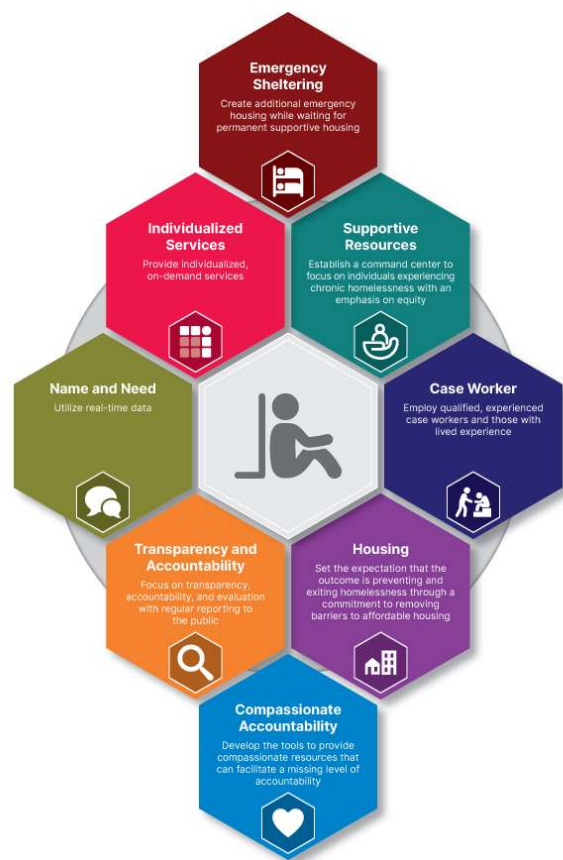 Emergency
Sheltering
Create additional emergency
housing while waiting for
permanent supportive housing
Individualized
Services
Provide individualized,
on-demand services
Supportive
Resources
Establish a command center to
focus on individuals experiencing
chronic homelessness with an
emphasis on equity
Name and Need
Utilize real-time data
Case Worker
Employ qualified, experienced
case workers and those with
lived experience
Transparency and
Accountability
Focus on transparency,
accountability, and evaluation
with regular reporting to
the public
Housing
Set the expectation that the
outcome is preventing and
exiting homelessness through a
commitment to removing
barriers to affordable housing
Compassionate
Accountability
Develop the tools to provide
compassionate resources that
can facilitate a missing level of
accountability